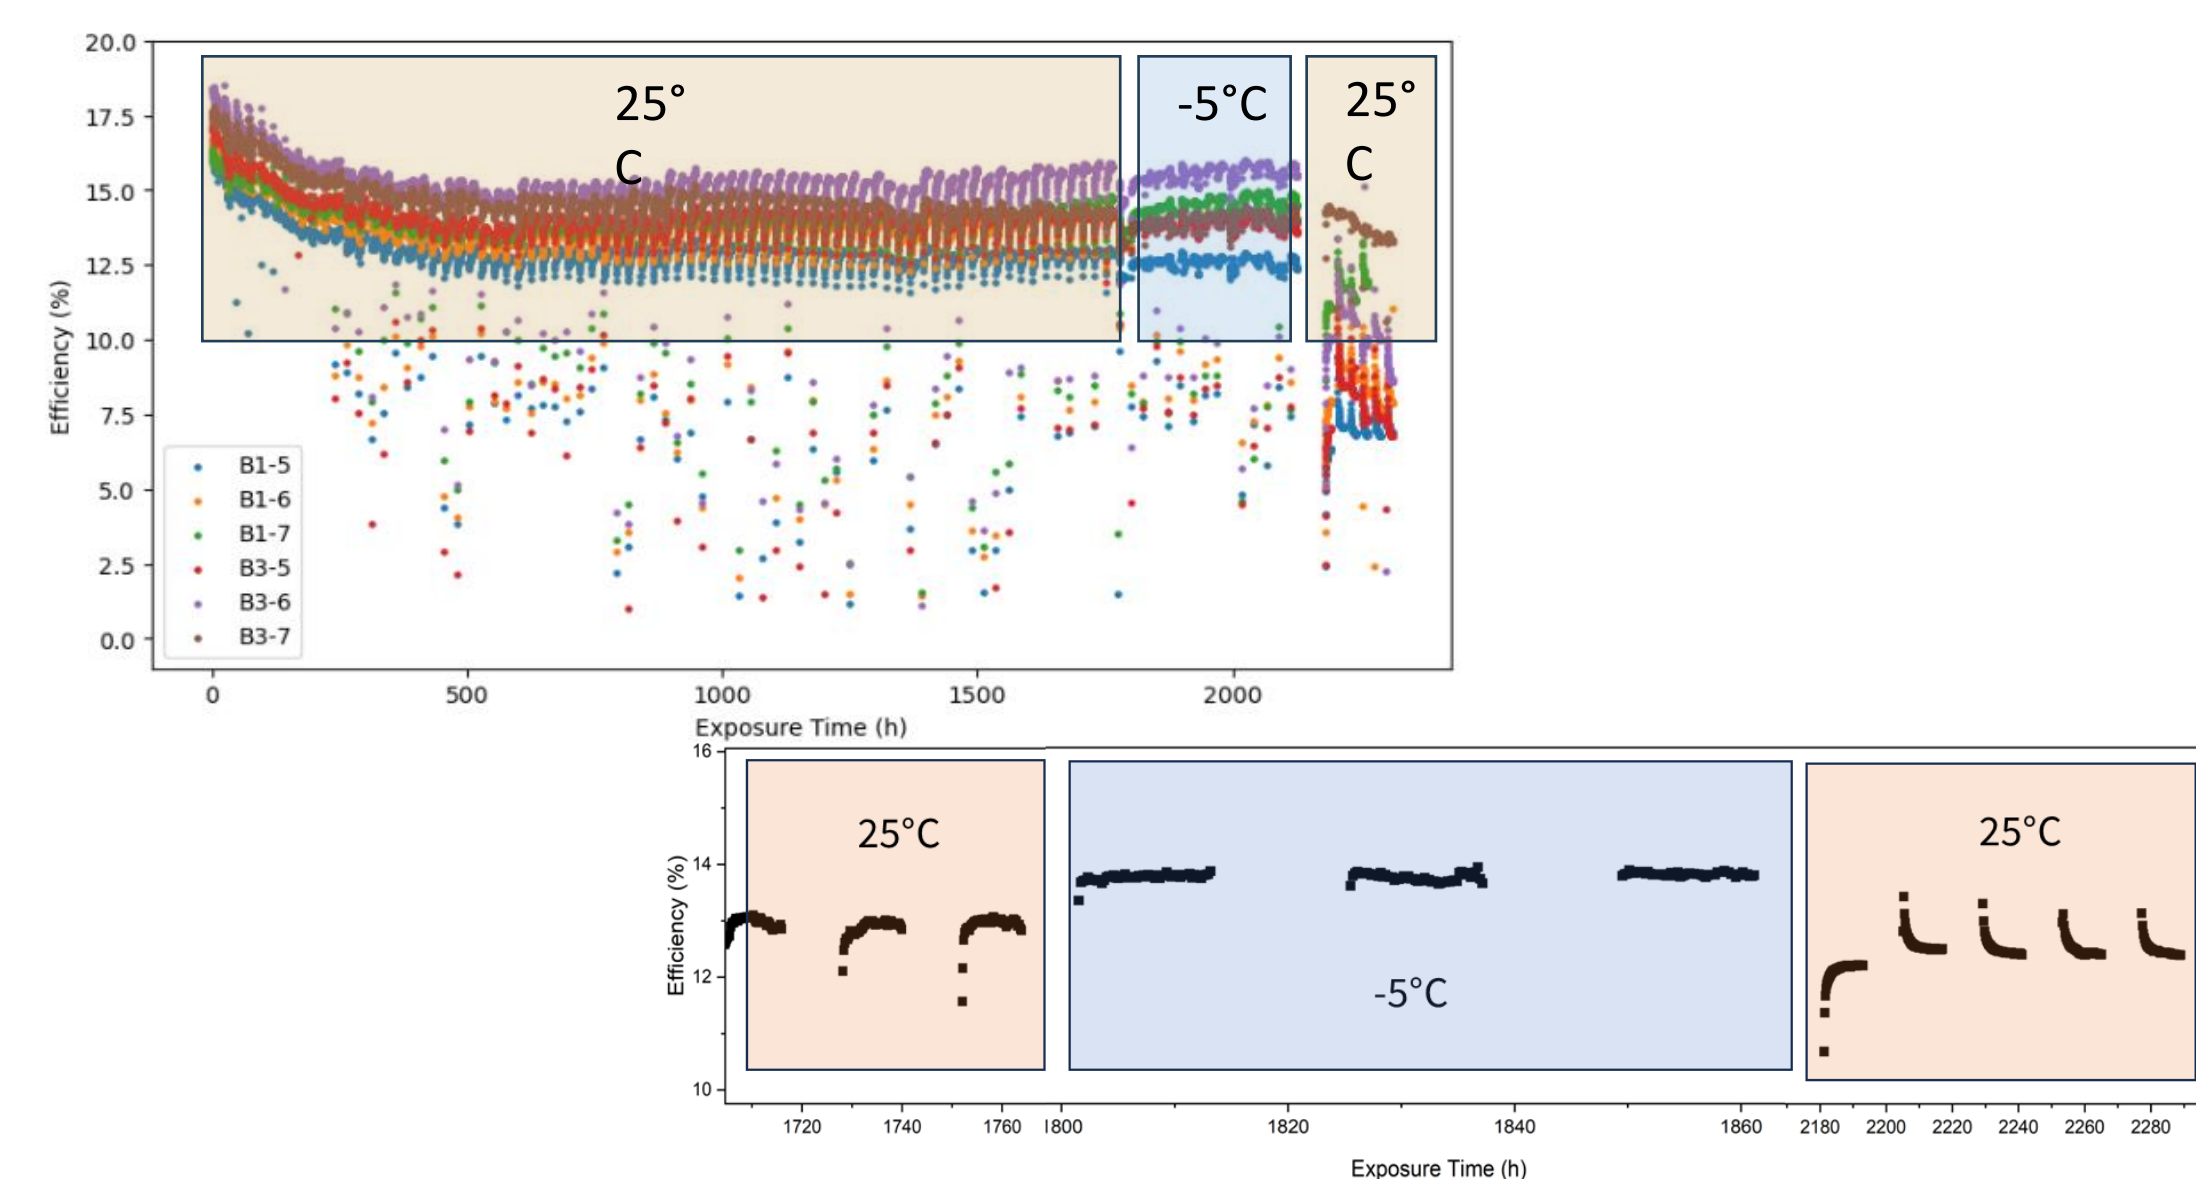 20.0
17.5
15.0
12.5
10.0
7.5
5.0
2.5
0.0
Efficiency (%)
25°
C
-5°C
25°
C
B1-5
B1-6
B1-7
B3-5
B3-6
B3-7
0 500 1000 1500 2000
Exposure Time (h)
16
14
12
10
Efficiency (%)
25°C
-5°C
25°C
1720 1740 1760 1800 1820 1840 1860 2180 2200 2220 2240 2260 2280
Exposure Time (h)